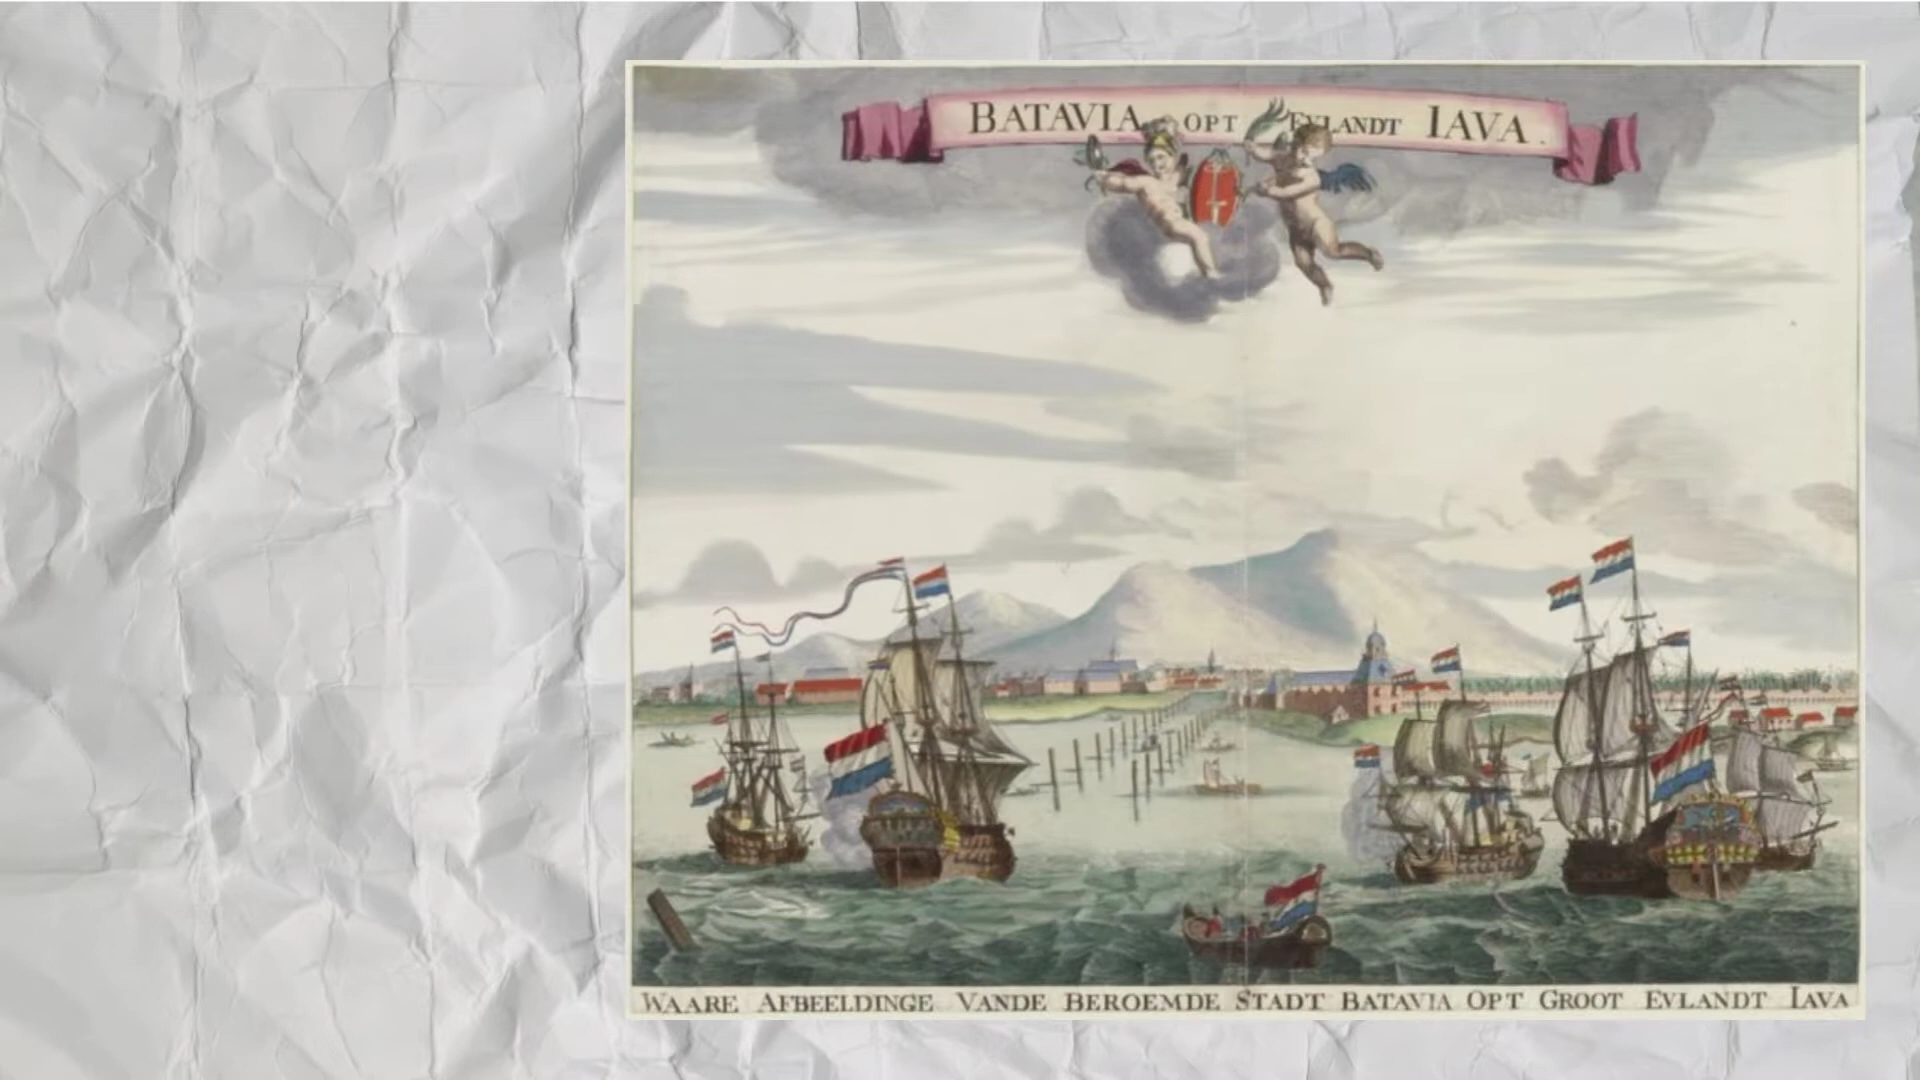 BATAVIA OPT EYLANDT IAVA.
WAARE AFBEELDINGE VANDE BEROEMDE STADT BATAVIA OPT GROOT EYLANDT IAVA